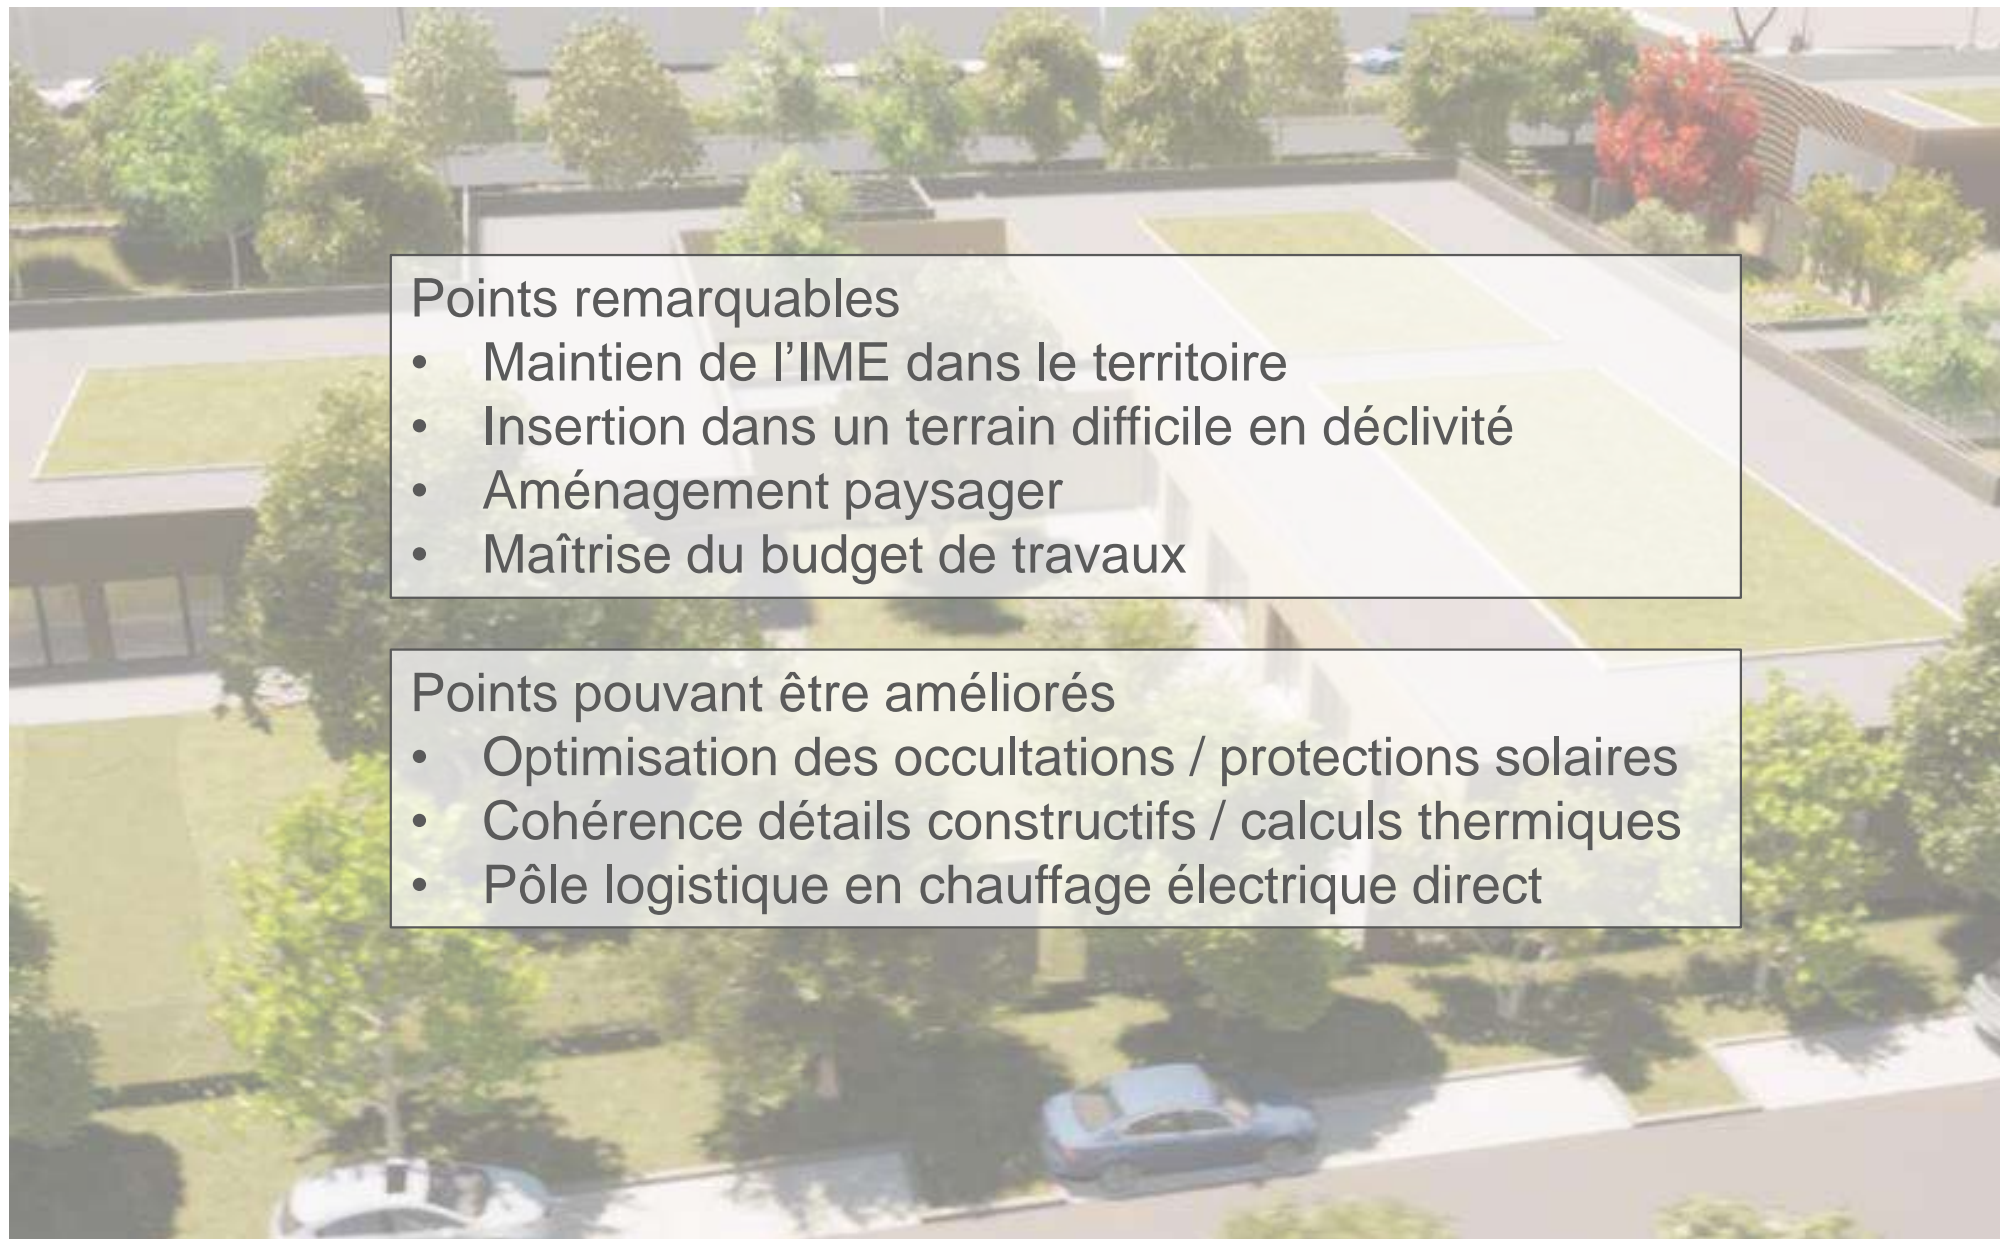 Points remarquables
• Maintien de l’IME dans le territoire
• Insertion dans un terrain difficile en déclivité
• Aménagement paysager
• Maîtrise du budget de travaux
Points pouvant être améliorés
• Optimisation des occultations / protections solaires
• Cohérence détails constructifs / calculs thermiques
• Pôle logistique en chauffage électrique direct